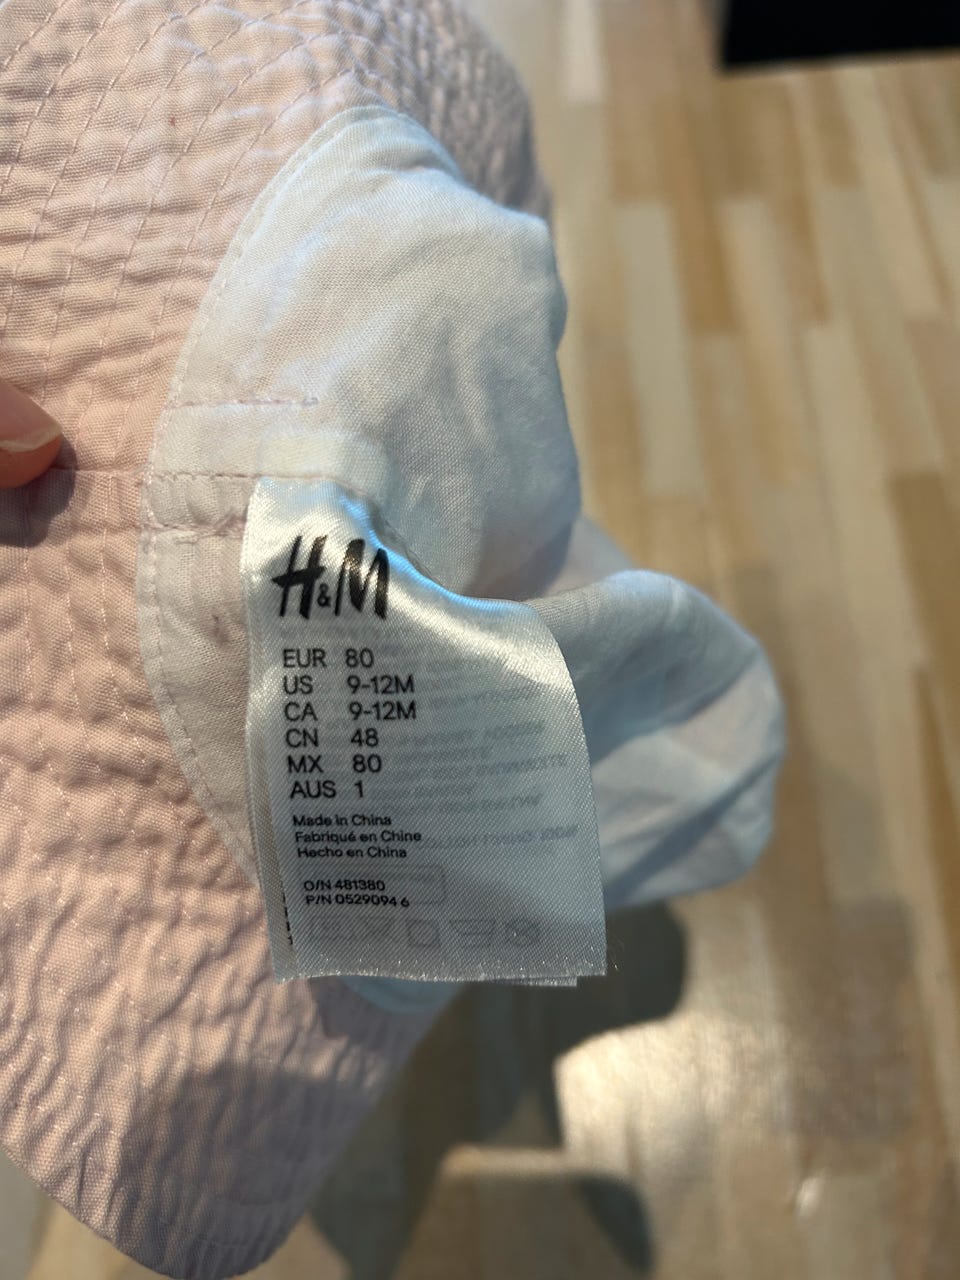 H&M
EUR 80
US 9-12M
CA 9-12M
CN 48
MX 80
AUS 1
Made in China
Fabriqué en Chine
Hecho en China
O/N 481380
P/N 0529094 6